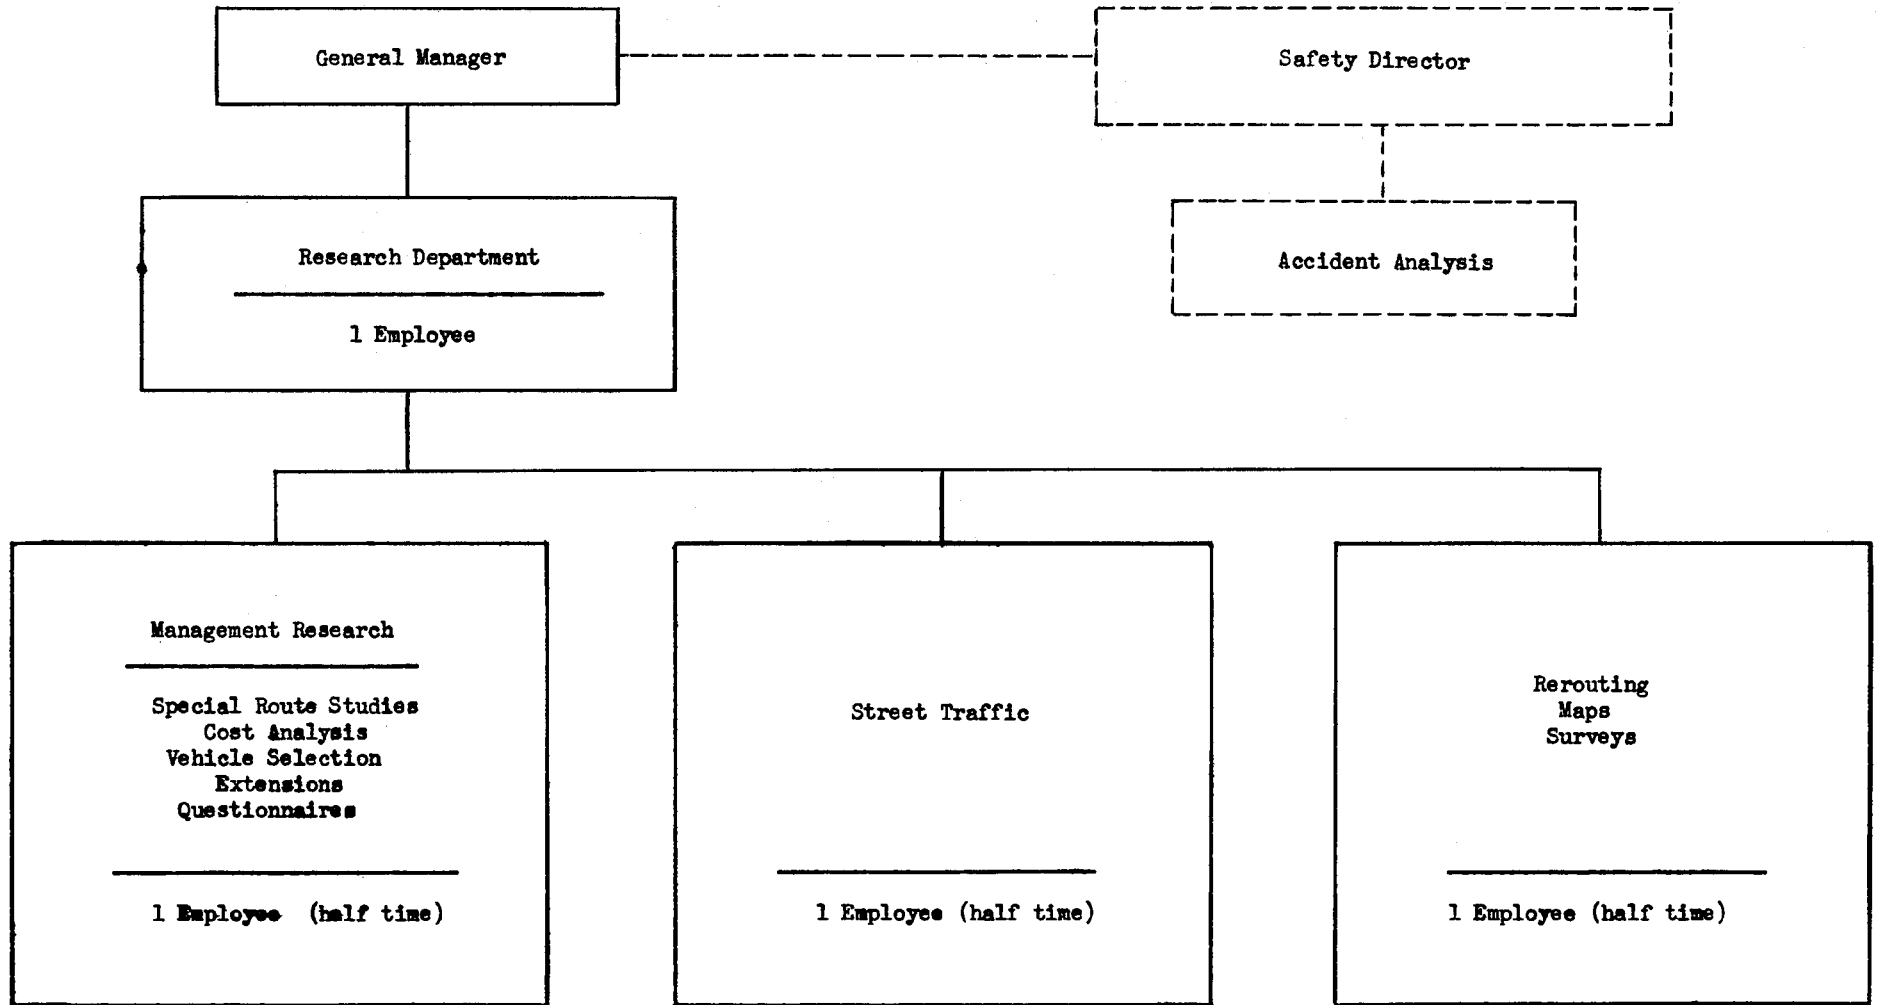 General Manager
Safety Director
Research Department
1 Employee
Accident Analysis
Management Research
Special Route Studies
Cost Analysis
Vehicle Selection
Extensions
Questionnaires
1 Employee (half time)
Street Traffic
1 Employee (half time)
Rerouting
Maps
Surveys
1 Employee (half time)